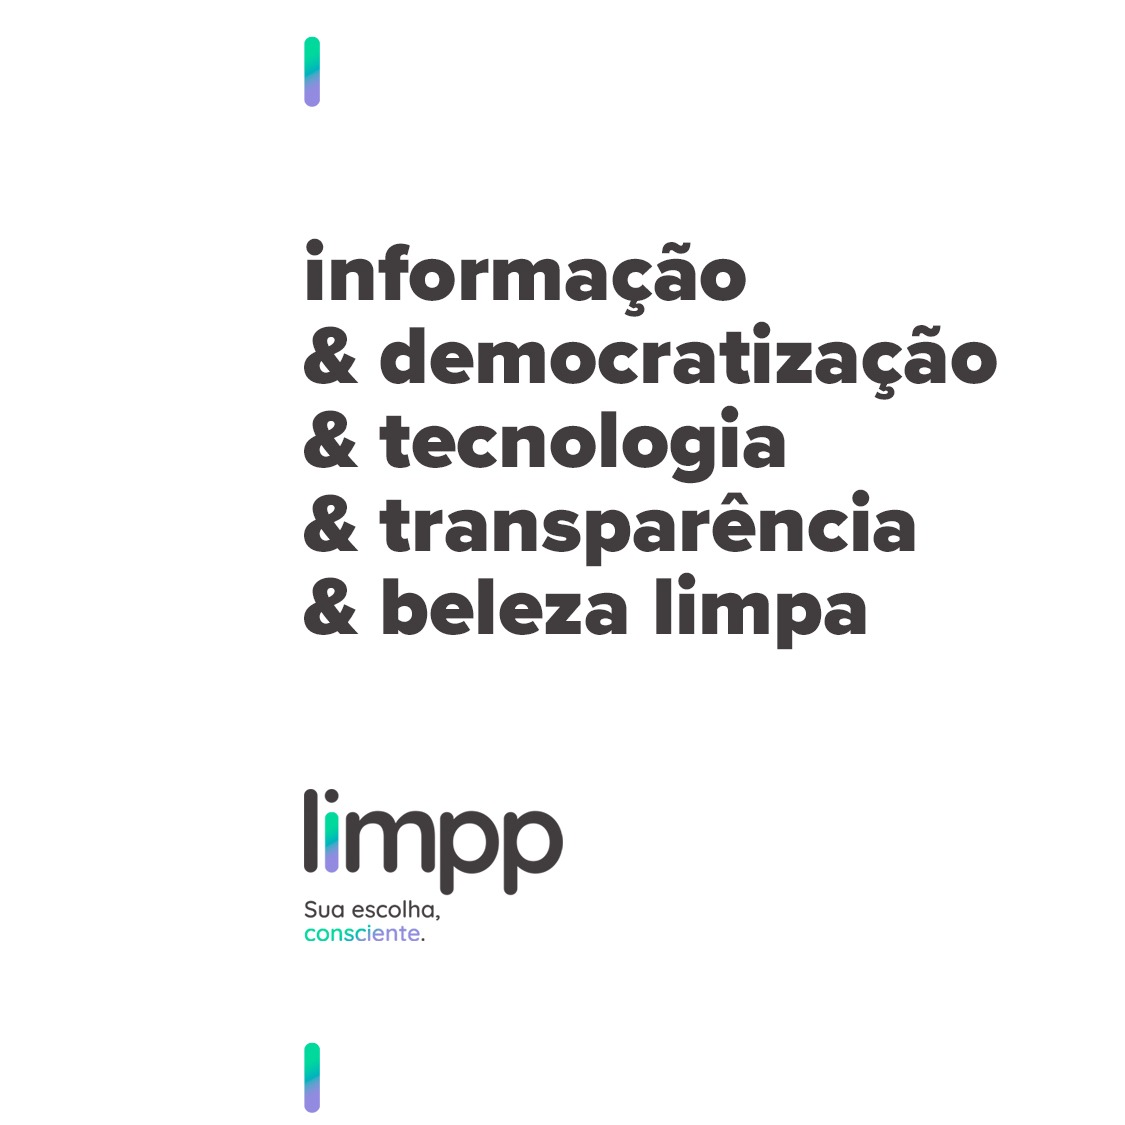 informação
& democratização
& tecnologia
& transparência
& beleza limpa
limpp
Sua escolha,
consciente.